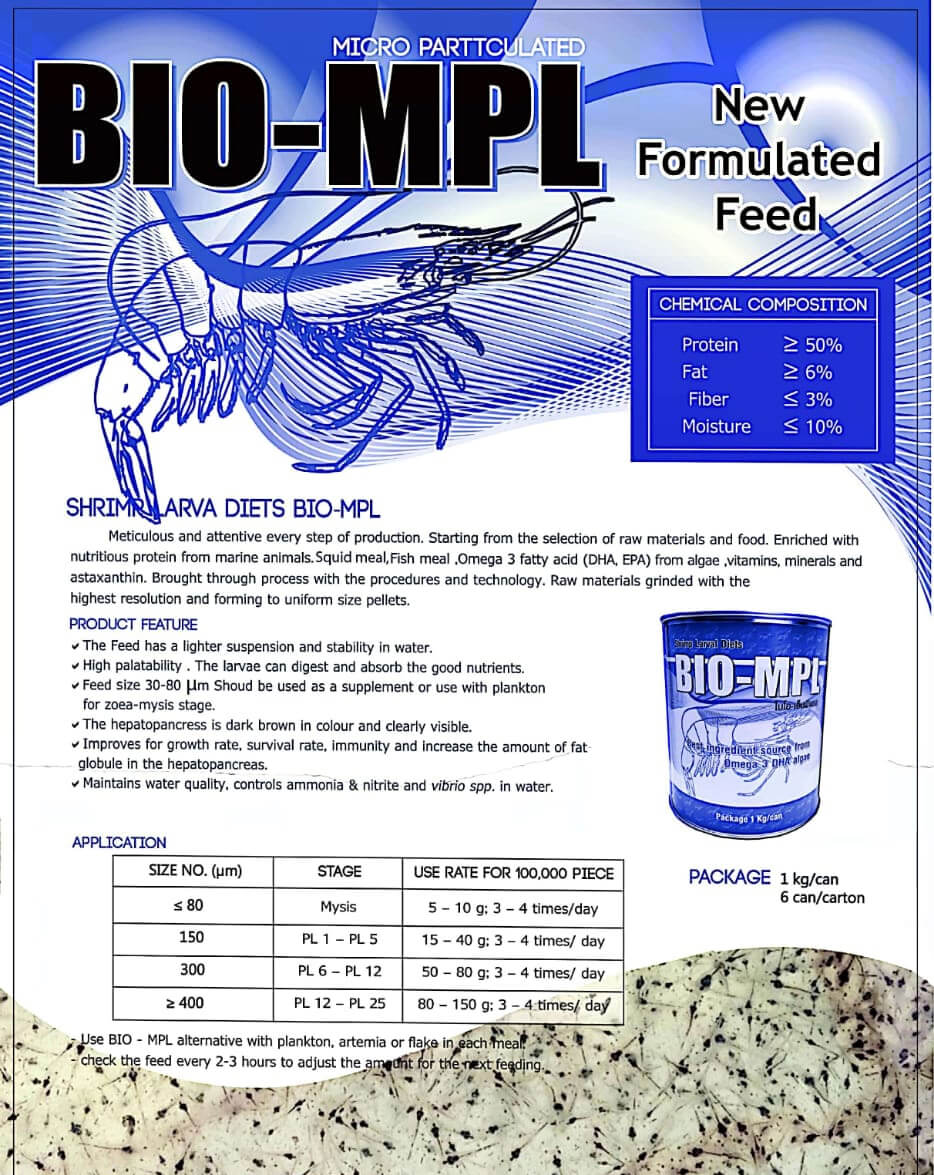 MICRO PARTTCULATED
BIO-MPL
New
Formulated
Feed
CHEMICAL COMPOSITION
Protein ≥ 50%
Fat ≥ 6%
Fiber ≤ 3%
Moisture ≤ 10%
SHRIMP LARVA DIETS BIO-MPL
Meticulous and attentive every step of production. Starting from the selection of raw materials and food. Enriched with
nutritious protein from marine animals.Squid meal,Fish meal ,Omega 3 fatty acid (DHA, EPA) from algae ,vitamins, minerals and
astaxanthin. Brought through process with the procedures and technology. Raw materials grinded with the
highest resolution and forming to uniform size pellets.
PRODUCT FEATURE
✔ The Feed has a lighter suspension and stability in water.
✔ High palatability . The larvae can digest and absorb the good nutrients.
✔ Feed size 30-80 µm Shoud be used as a supplement or use with plankton
for zoea-mysis stage.
✔ The hepatopancress is dark brown in colour and clearly visible.
✔ Improves for growth rate, survival rate, immunity and increase the amount of fat
globule in the hepatopancreas.
✔ Maintains water quality, controls ammonia & nitrite and vibrio spp. in water.
Shrimp Larval Diets
BIO-MPL
Best ingredient source from
Omega 3 DHA algae
Package 1 Kg/can
APPLICATION
SIZE NO. (µm) STAGE USE RATE FOR 100,000 PIECE
≤ 80 Mysis 5 – 10 g; 3 – 4 times/day
150 PL 1 – PL 5 15 – 40 g; 3 – 4 times/ day
300 PL 6 – PL 12 50 – 80 g; 3 – 4 times/ day
≥ 400 PL 12 – PL 25 80 – 150 g; 3 – 4 times/ day
PACKAGE 1 kg/can
6 can/carton
- Use BIO - MPL alternative with plankton, artemia or flake in each meal.
- check the feed every 2-3 hours to adjust the amount for the next feeding.